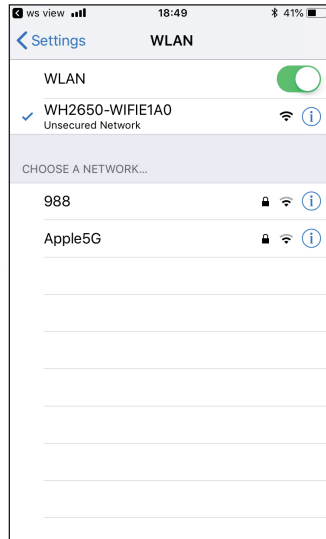 ws view 18:49 41%
Settings WLAN
WLAN
WH2650-WIFIE1A0
Unsecured Network
CHOOSE A NETWORK...
988
Apple5G